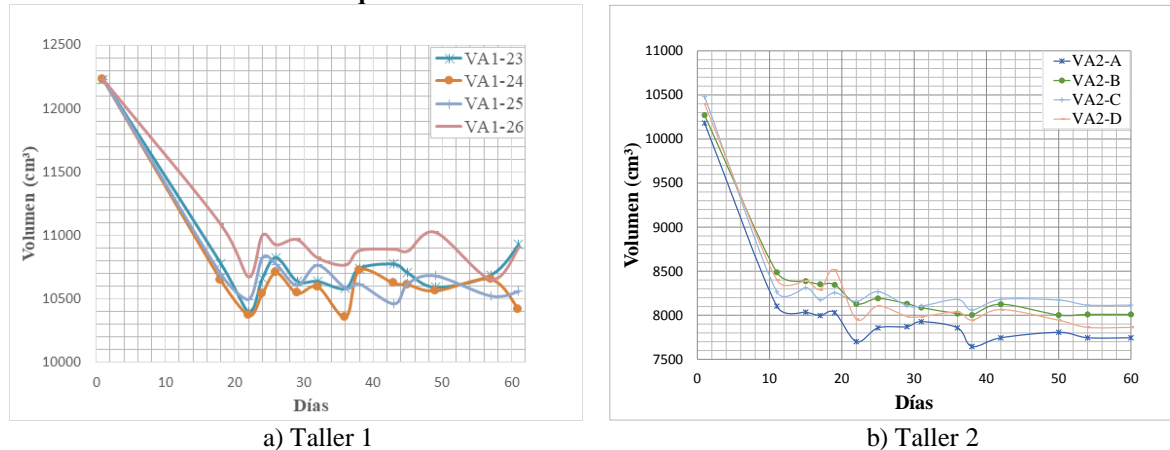 12500
12000
11500
11000
10500
10000
Volumen (cm³)
0 10 20 30 40 50 60
Días
VA1-23
VA1-24
VA1-25
VA1-26
a) Taller 1
11000
10500
10000
9500
9000
8500
8000
7500
Volumen (cm³)
0 10 20 30 40 50 60
Días
VA2-A
VA2-B
VA2-C
VA2-D
b) Taller 2